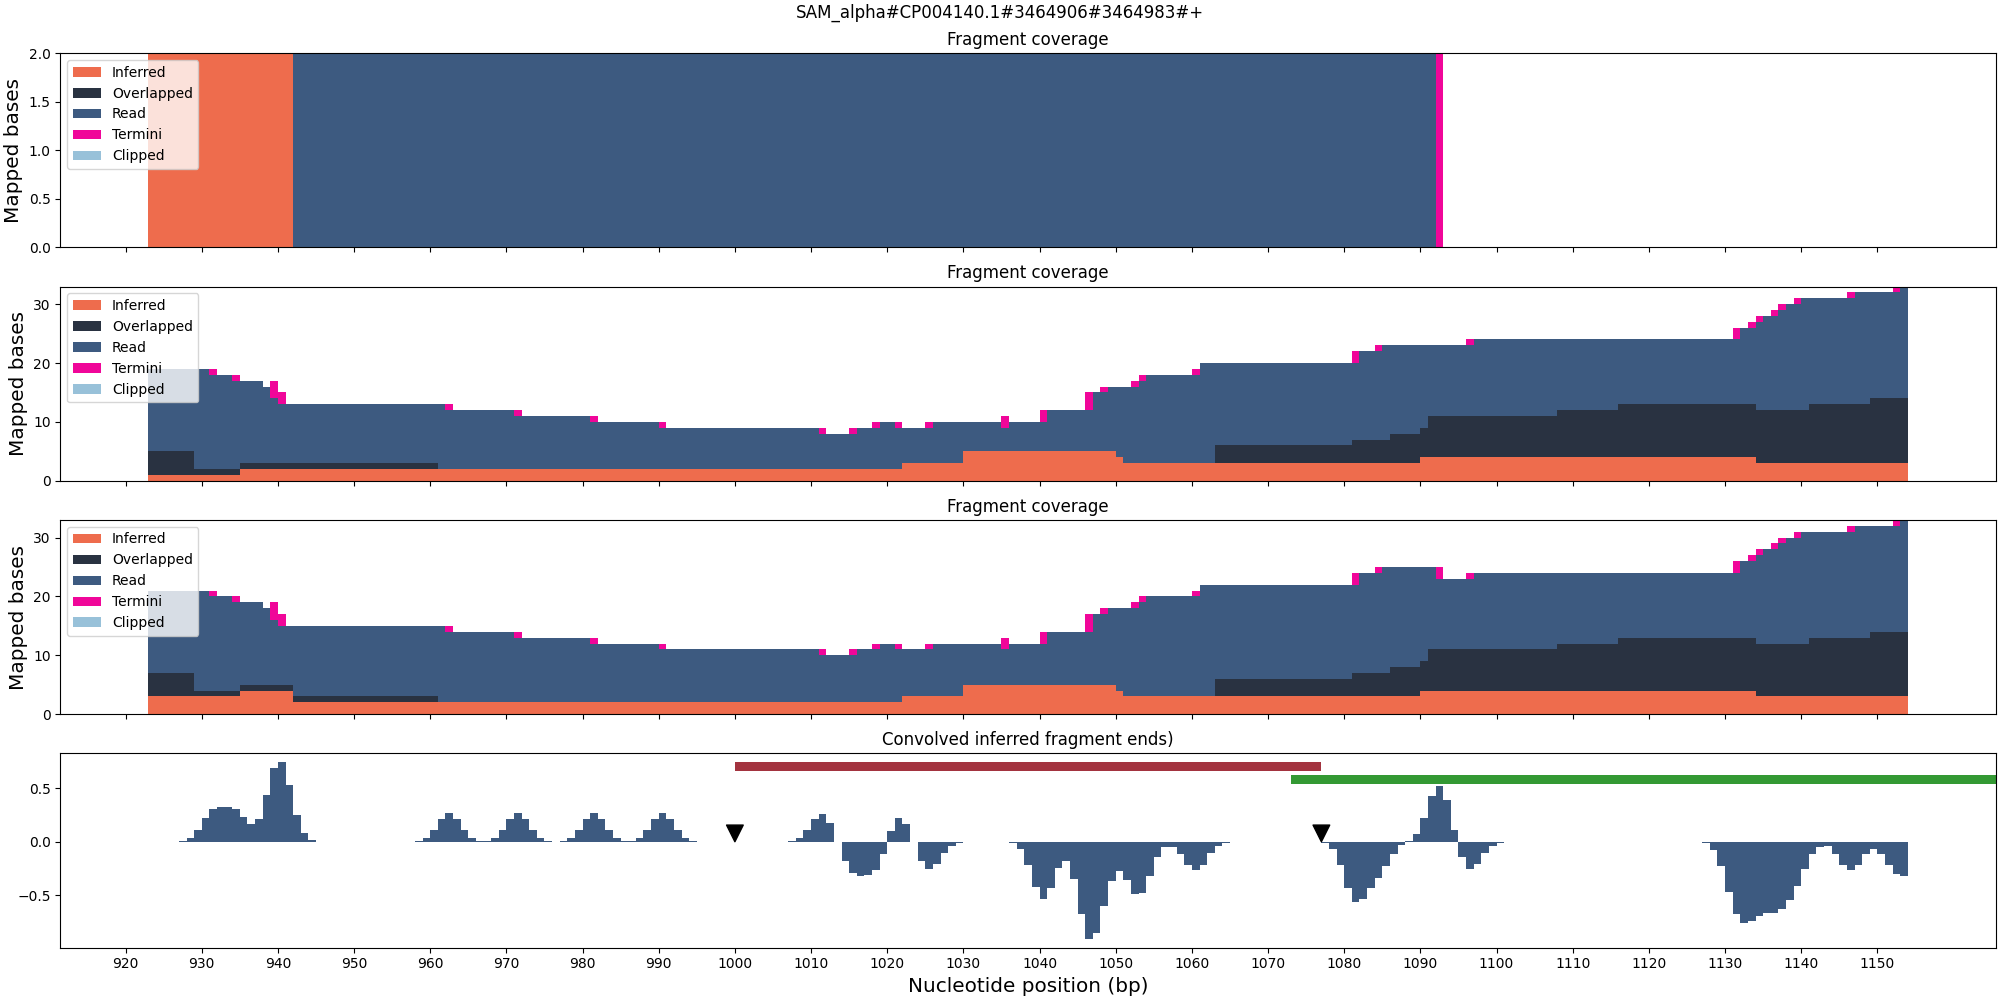 SAM_alpha#CP004140.1#3464906#3464983#+
Fragment coverage
Mapped bases
2.0
1.5
1.0
0.5
0.0
Inferred
Overlapped
Read
Termini
Clipped
Fragment coverage
Mapped bases
30
20
10
0
Inferred
Overlapped
Read
Termini
Clipped
Fragment coverage
Mapped bases
30
20
10
0
Inferred
Overlapped
Read
Termini
Clipped
Convolved inferred fragment ends)
0.5
0.0
−0.5
920 930 940 950 960 970 980 990 1000 1010 1020 1030 1040 1050 1060 1070 1080 1090 1100 1110 1120 1130 1140 1150
Nucleotide position (bp)